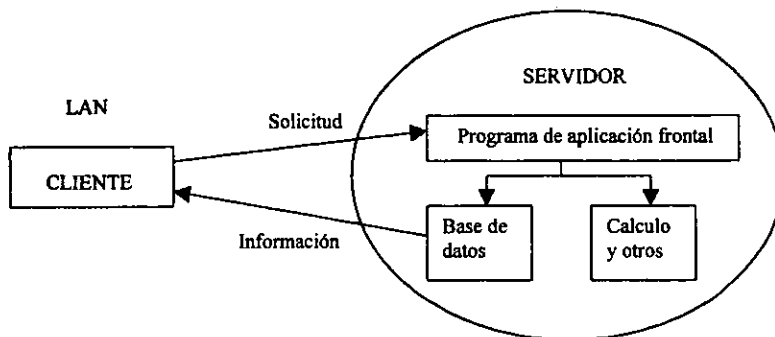 SERVIDOR
LAN
Solicitud
Programa de aplicación frontal
CLIENTE
Información
Base de
datos
Calculo
y otros